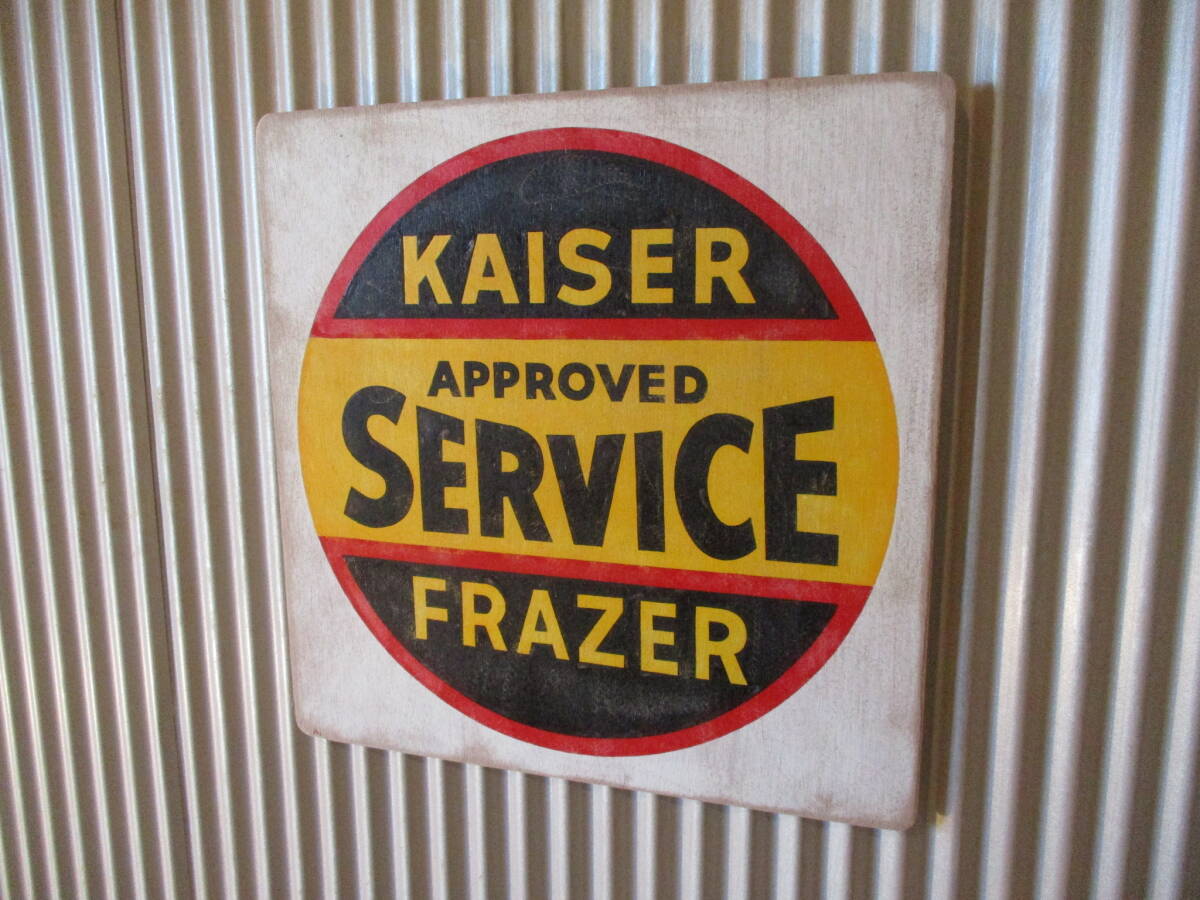 KAISER
APPROVED
SERVICE
FRAZER